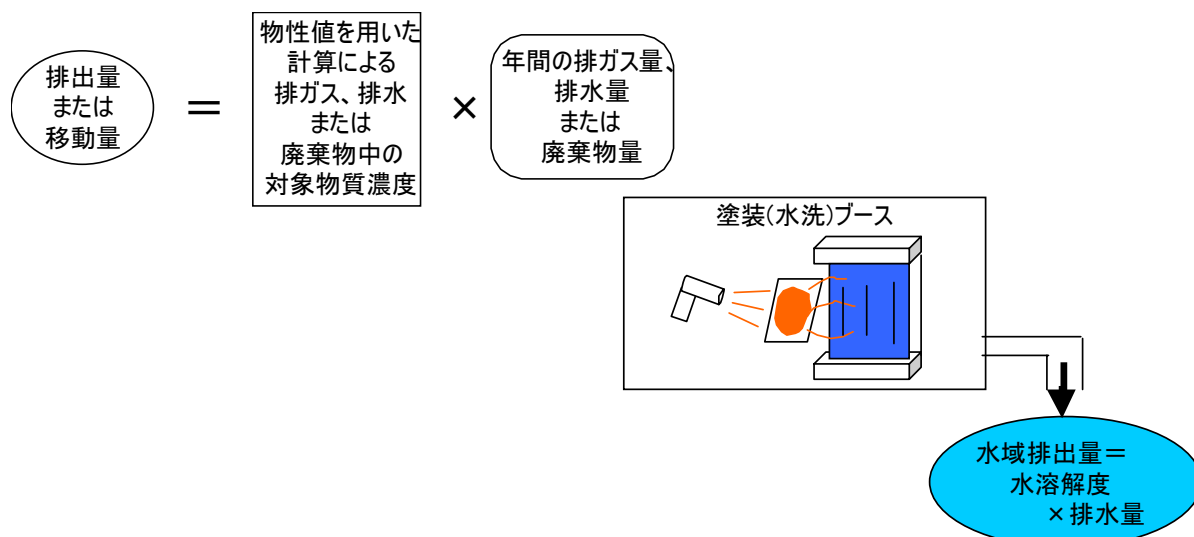 排出量
または
移動量
＝
物性値を用いた
計算による
排ガス、排水
または
廃棄物中の
対象物質濃度
×
年間の排ガス量、
排水量
または
廃棄物量
塗装(水洗)ブース
水域排出量＝
水溶解度
×排水量